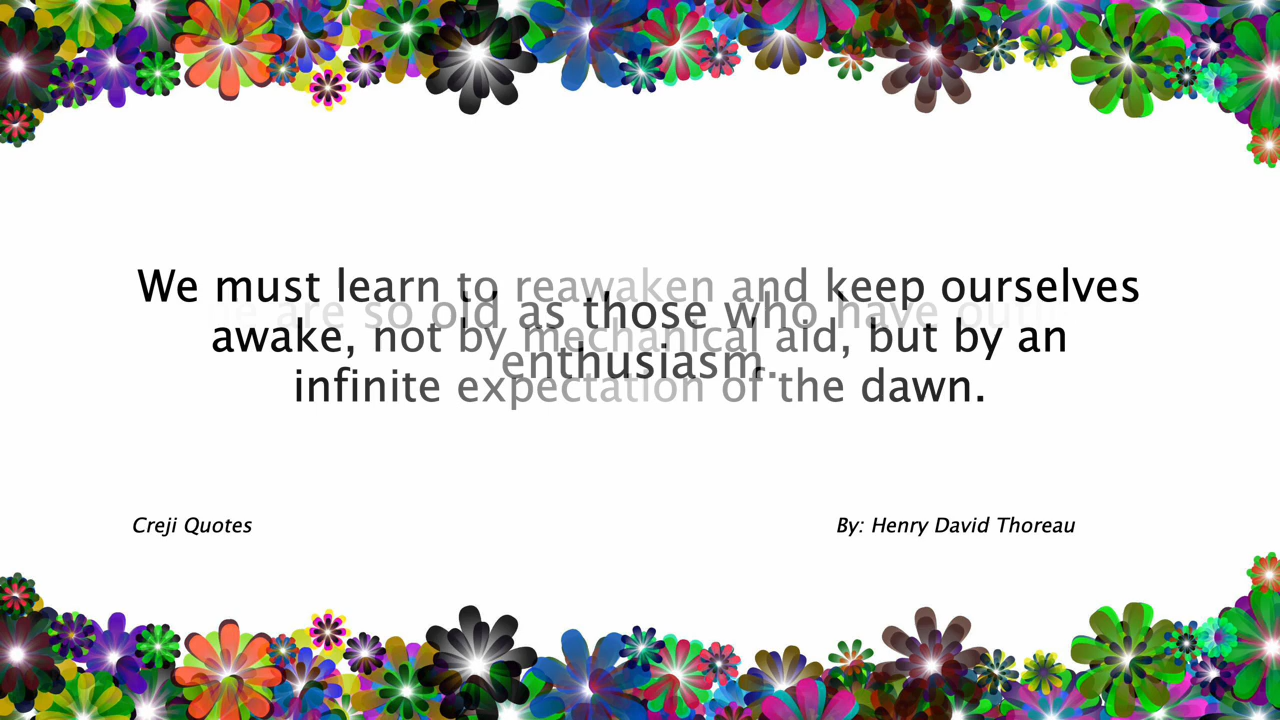 We must learn to reawaken and keep ourselves
are so old as those who have
awake, not by mechanical aid, but by an
enthusiasm.
infinite expectation of the dawn.
Creji Quotes
By: Henry David Thoreau